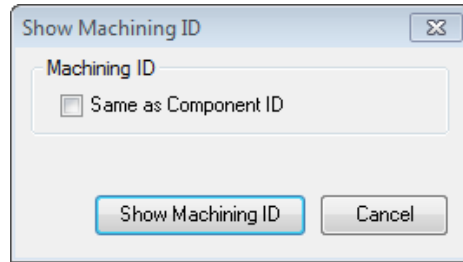 Show Machining ID
Machining ID
Same as Component ID
Show Machining ID
Cancel